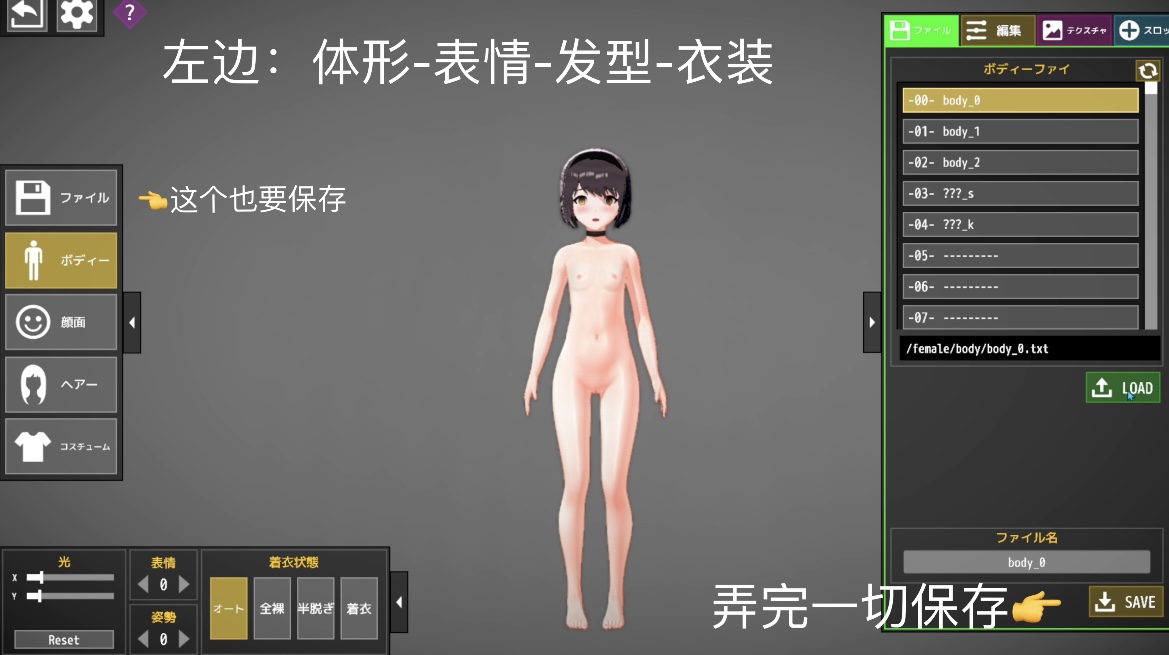 ?
左边：体形-表情-发型-衣装
ファイル
👈这个也要保存
ボディー
顔面
ヘアー
コスチューム
光
X
Y
Reset
表情
0
姿勢
0
着衣状態
オート
全裸
半脱ぎ
着衣
ファイル
編集
テクスチャ
スロッ
ボディーファイ
-00- body_0
-01- body_1
-02- body_2
-03- ???_s
-04- ???_k
-05- ---------
-06- ---------
-07- ---------
/female/body/body_0.txt
LOAD
ファイル名
body_0
弄完一切保存👉
SAVE